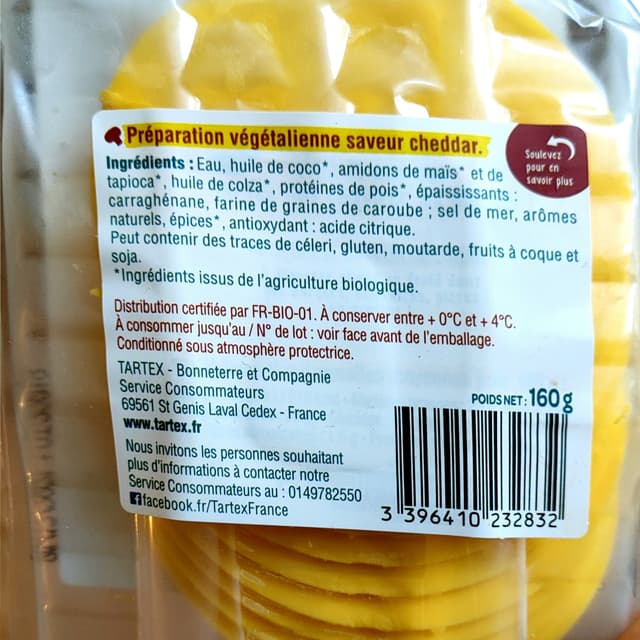 Préparation végétalienne saveur cheddar.
Soulevez
pour en
savoir plus
Ingrédients : Eau, huile de coco*, amidons de maïs* et de
tapioca*, huile de colza*, protéines de pois*, épaississants :
carraghénane, farine de graines de caroube ; sel de mer, arômes
naturels, épices*, antioxydant : acide citrique.
Peut contenir des traces de céleri, gluten, moutarde, fruits à coque et
soja.
*Ingrédients issus de l'agriculture biologique.
Distribution certifiée par FR-BIO-01. À conserver entre + 0°C et + 4°C.
À consommer jusqu'au / N° de lot : voir face avant de l'emballage.
Conditionné sous atmosphère protectrice.
TARTEX - Bonneterre et Compagnie
Service Consommateurs
69561 St Genis Laval Cedex - France
www.tartex.fr
Nous invitons les personnes souhaitant
plus d'informations à contacter notre
Service Consommateurs au : 0149782550
facebook.fr/TartexFrance
POIDS NET : 160g
3 396410 232832